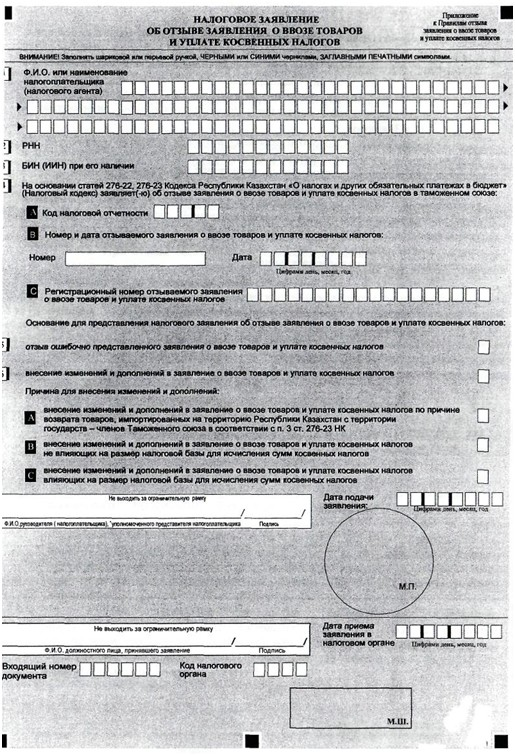 НАЛОГОВОЕ ЗАЯВЛЕНИЕ
ОБ ОТЗЫВЕ ЗАЯВЛЕНИЯ О ВВОЗЕ ТОВАРОВ
И УПЛАТЕ КОСВЕННЫХ НАЛОГОВ
Приложение
к Правилам отзыва
заявления о ввозе товаров
и уплате косвенных налогов
ВНИМАНИЕ! Заполнять шариковой или перьевой ручкой, ЧЕРНЫМИ или СИНИМИ чернилами, ЗАГЛАВНЫМИ ПЕЧАТНЫМИ символами.
Ф.И.О. или наименование
налогоплательщика
(налогового агента)
РНН
БИН (ИИН) при его наличии
На основании статей 276-22, 276-23 Кодекса Республики Казахстан «О налогах и других обязательных платежах в бюджет»
(Налоговый кодекс) заявляет(-ю) об отзыве заявления о ввозе товаров и уплате косвенных налогов в таможенном союзе:
A Код налоговой отчетности
B Номер и дата отзываемого заявления о ввозе товаров и уплате косвенных налогов:
Номер Дата
Цифрами день, месяц, год
C Регистрационный номер отзываемого заявления
о ввозе товаров и уплате косвенных налогов
Основание для представления налогового заявления об отзыве заявления о ввозе товаров и уплате косвенных налогов:
5 отзыв ошибочно представленного заявления о ввозе товаров и уплате косвенных налогов
внесение изменений и дополнений в заявление о ввозе товаров и уплате косвенных налогов
Причина для внесения изменений и дополнений:
A внесение изменений и дополнений в заявление о ввозе товаров и уплате косвенных налогов по причине
возврата товаров, импортированных на территорию Республики Казахстан с территории
государств – членов Таможенного союза в соответствии с п. 3 ст. 276-23 НК
B внесение изменений и дополнений в заявление о ввозе товаров и уплате косвенных налогов
не влияющих на размер налоговой базы для исчисления сумм косвенных налогов
C внесение изменений и дополнений в заявление о ввозе товаров и уплате косвенных налогов
влияющих на размер налоговой базы для исчисления сумм косвенных налогов
Не выходить за ограничительную рамку
/ /
Ф.И.О.руководителя ( налогоплательщика), уполномоченного представителя налогоплательщика Подпись
Дата подачи
заявления:
Цифрами день, месяц, год
М.П.
Не выходить за ограничительную рамку
/ /
Ф.И.О. должностного лица, принявшего заявление Подпись
Дата приема
заявления в
налоговом органе
Цифрами день, месяц, год
Входящий номер
документа
Код налогового
органа
М.Ш.
1